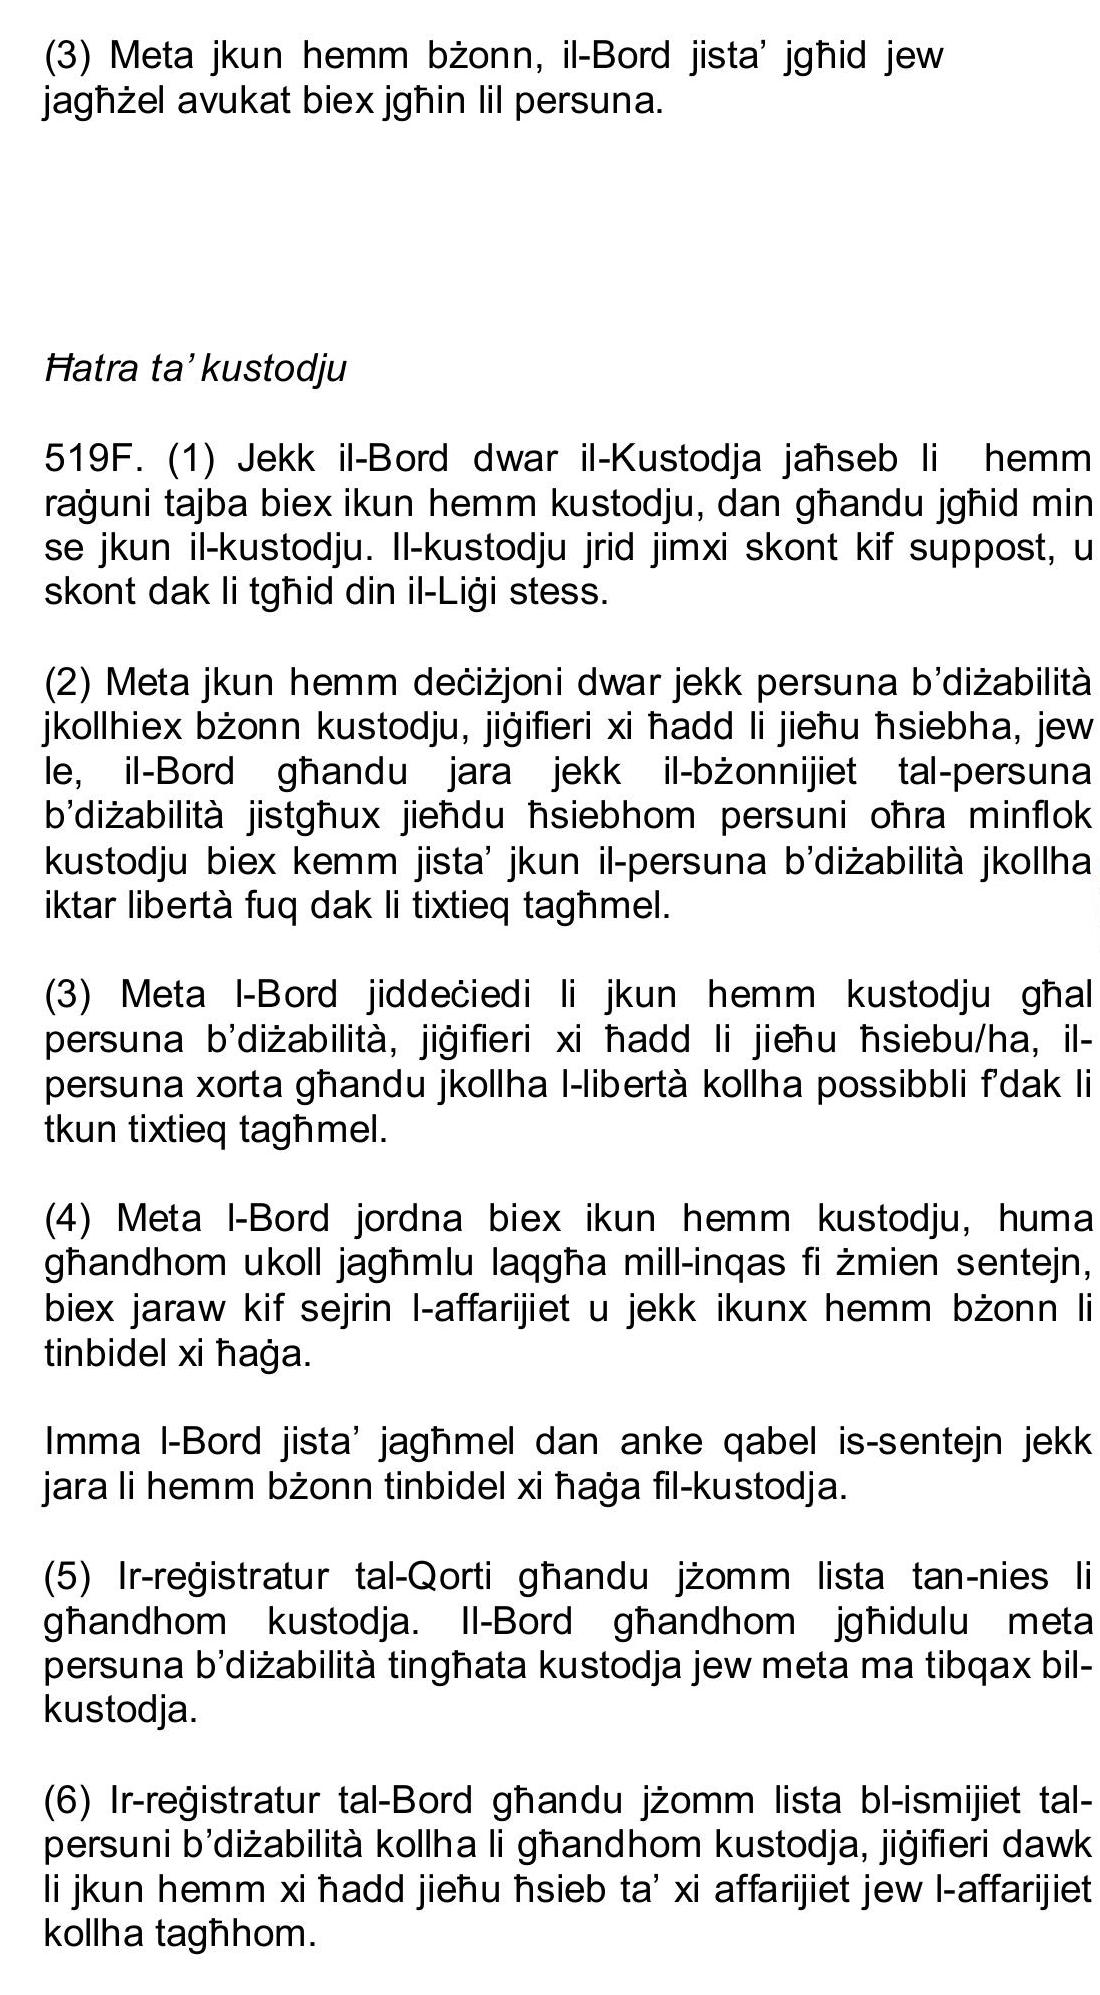 (3) Meta jkun hemm bżonn, il-Bord jista’ jgħid jew
jagħżel avukat biex jgħin lil persuna.
Ħatra ta’ kustodju
519F. (1) Jekk il-Bord dwar il-Kustodja jaħseb li hemm
raġuni tajba biex ikun hemm kustodju, dan għandu jgħid min
se jkun il-kustodju. Il-kustodju jrid jimxi skont kif suppost, u
skont dak li tgħid din il-Liġi stess.
(2) Meta jkun hemm deċiżjoni dwar jekk persuna b’diżabilità
jkollhiex bżonn kustodju, jiġifieri xi ħadd li jieħu ħsiebha, jew
le, il-Bord għandu jara jekk il-bżonnijiet tal-persuna
b’diżabilità jistgħux jieħdu ħsiebhom persuni oħra minflok
kustodju biex kemm jista’ jkun il-persuna b’diżabilità jkollha
iktar libertà fuq dak li tixtieq tagħmel.
(3) Meta l-Bord jiddeċiedi li jkun hemm kustodju għal
persuna b’diżabilità, jiġifieri xi ħadd li jieħu ħsiebu/ha, il-
persuna xorta għandu jkollha l-libertà kollha possibbli f’dak li
tkun tixtieq tagħmel.
(4) Meta l-Bord jordna biex ikun hemm kustodju, huma
għandhom ukoll jagħmlu laqgħa mill-inqas fi żmien sentejn,
biex jaraw kif sejrin l-affarijiet u jekk ikunx hemm bżonn li
tinbidel xi ħaġa.
Imma l-Bord jista’ jagħmel dan anke qabel is-sentejn jekk
jara li hemm bżonn tinbidel xi ħaġa fil-kustodja.
(5) Ir-reġistratur tal-Qorti għandu jżomm lista tan-nies li
għandhom kustodja. Il-Bord għandhom jgħidulu meta
persuna b’diżabilità tingħata kustodja jew meta ma tibqax bil-
kustodja.
(6) Ir-reġistratur tal-Bord għandu jżomm lista bl-ismijiet tal-
persuni b’diżabilità kollha li għandhom kustodja, jiġifieri dawk
li jkun hemm xi ħadd jieħu ħsieb ta’ xi affarijiet jew l-affarijiet
kollha tagħhom.